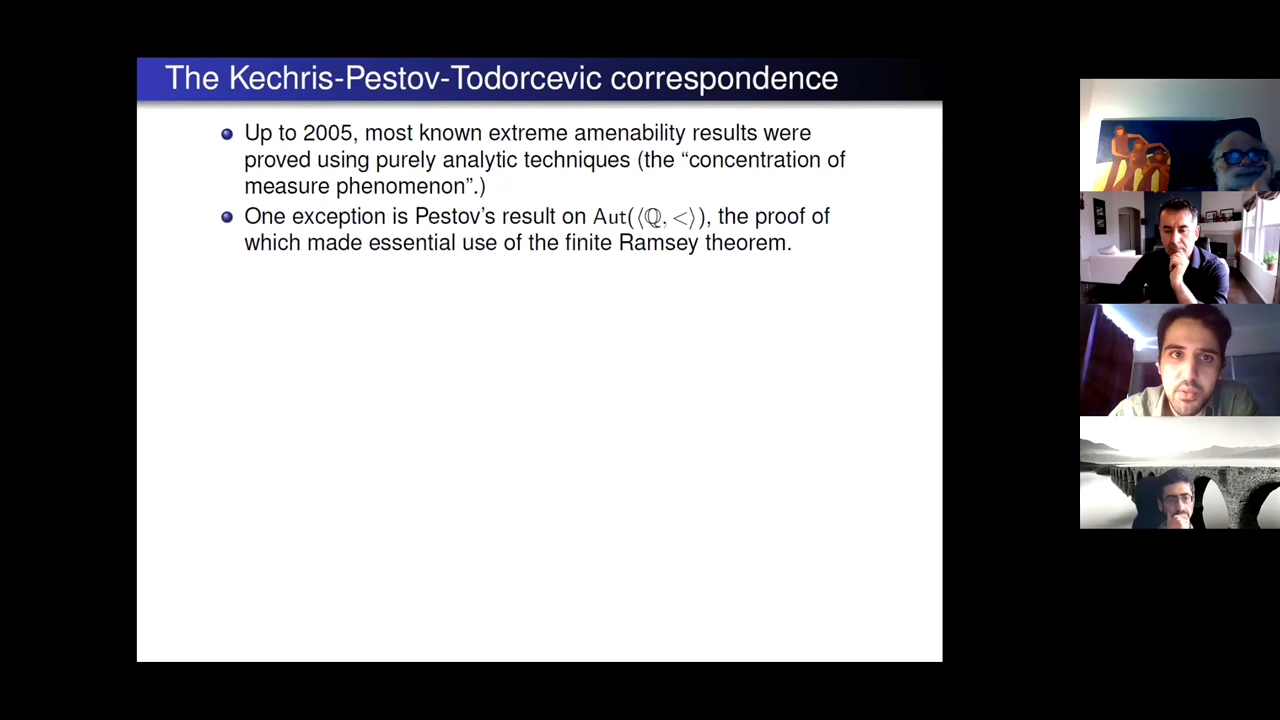 The Kechris-Pestov-Todorcevic correspondence
Up to 2005, most known extreme amenability results were
proved using purely analytic techniques (the “concentration of
measure phenomenon”.)
One exception is Pestov’s result on Aut(⟨ℚ, <⟩), the proof of
which made essential use of the finite Ramsey theorem.